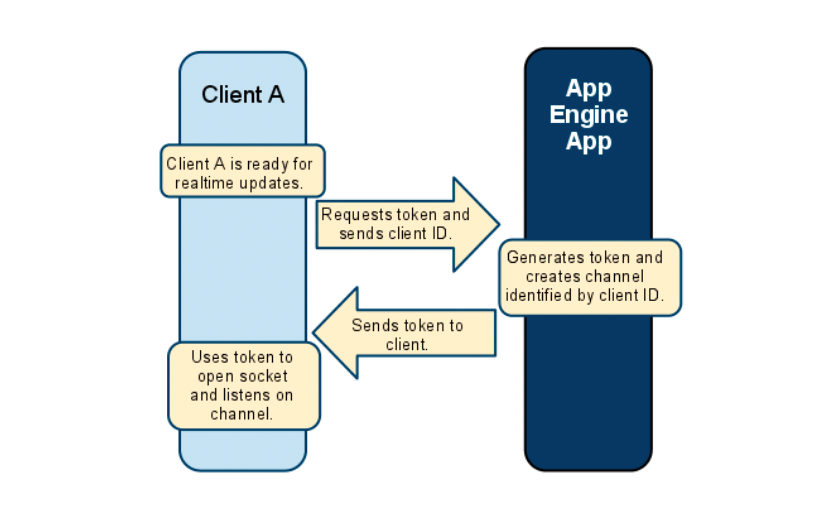 Client A
App
Engine
App
Client A is ready for
realtime updates.
Requests token and
sends client ID.
Generates token and
creates channel
identified by client ID.
Sends token to
client.
Uses token to
open socket
and listens on
channel.